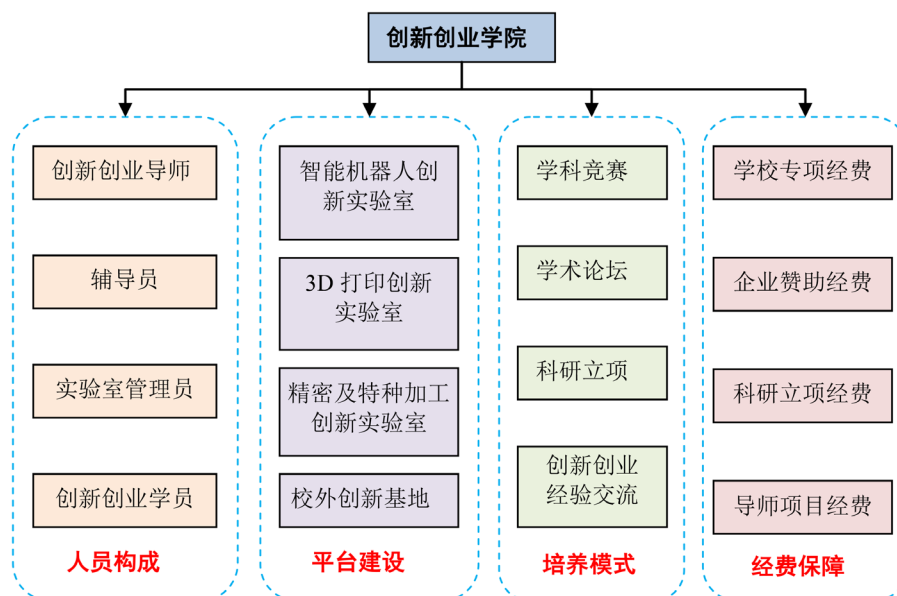 创新创业学院
创新创业导师
辅导员
实验室管理员
创新创业学员
人员构成
智能机器人创
新实验室
3D 打印创新
实验室
精密及特种加工
创新实验室
校外创新基地
平台建设
学科竞赛
学术论坛
科研立项
创新创业
经验交流
培养模式
学校专项经费
企业赞助经费
科研立项经费
导师项目经费
经费保障